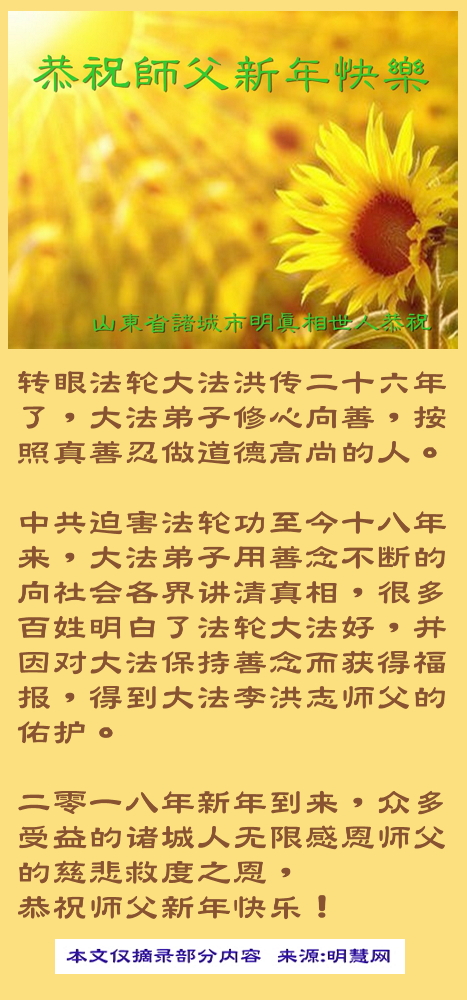 恭祝師父新年快樂
山東省諸城市明真相世人恭祝
转眼法轮大法洪传二十六年
了，大法弟子修心向善，按
照真善忍做道德高尚的人。
中共迫害法轮功至今十八年
来，大法弟子用善念不断的
向社会各界讲清真相，很多
百姓明白了法轮大法好，并
因对大法保持善念而获得福
报，得到大法李洪志师父的
佑护。
二零一八年新年到来，众多
受益的诸城人无限感恩师父
的慈悲救度之恩，
恭祝师父新年快乐！
本文仅摘录部分内容 来源:明慧网